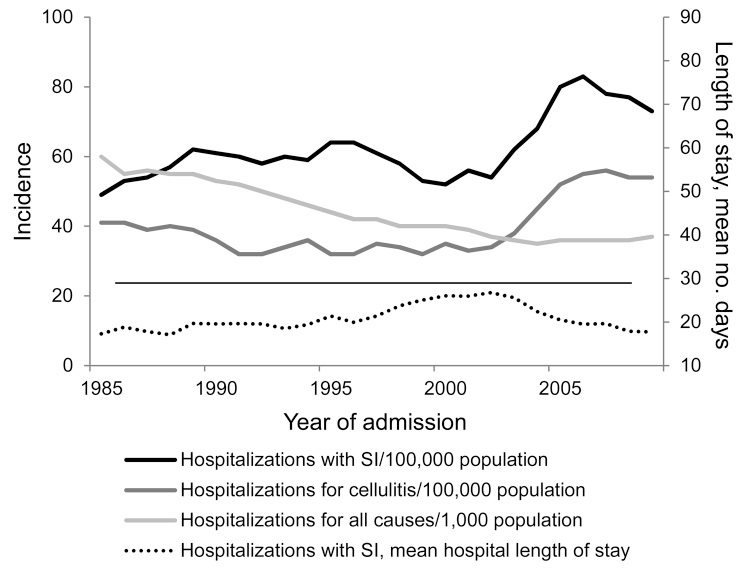 100
80
60
40
20
0
Incidence
90
80
70
60
50
40
30
20
10
Length of stay, mean no. days
1985 1990 1995 2000 2005
Year of admission
Hospitalizations with SI/100,000 population
Hospitalizations for cellulitis/100,000 population
Hospitalizations for all causes/1,000 population
Hospitalizations with SI, mean hospital length of stay